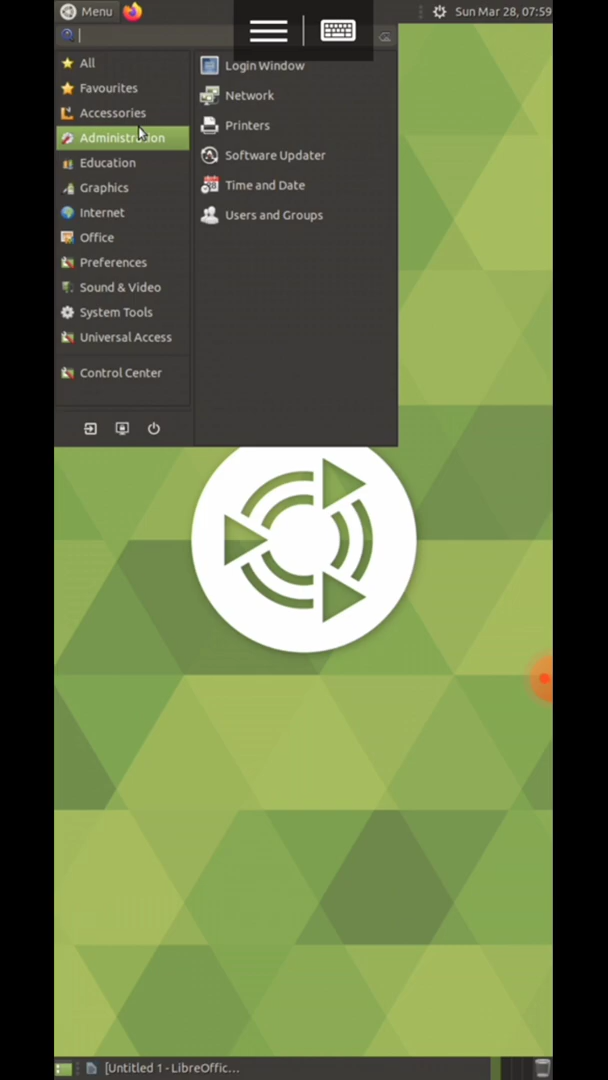 Menu
Sun Mar 28, 07:59
All
Favourites
Accessories
Administration
Education
Graphics
Internet
Office
Preferences
Sound & Video
System Tools
Universal Access
Control Center
Login Window
Network
Printers
Software Updater
Time and Date
Users and Groups
[Untitled 1 - LibreOffic...